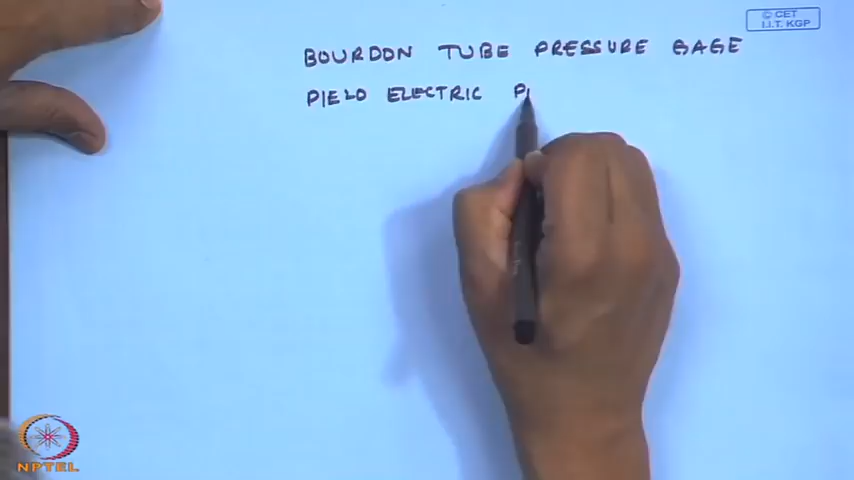 © CET
I.I.T. KGP
BOURDON TUBE PRESSURE GAGE
PIEZO ELECTRIC P
NPTEL